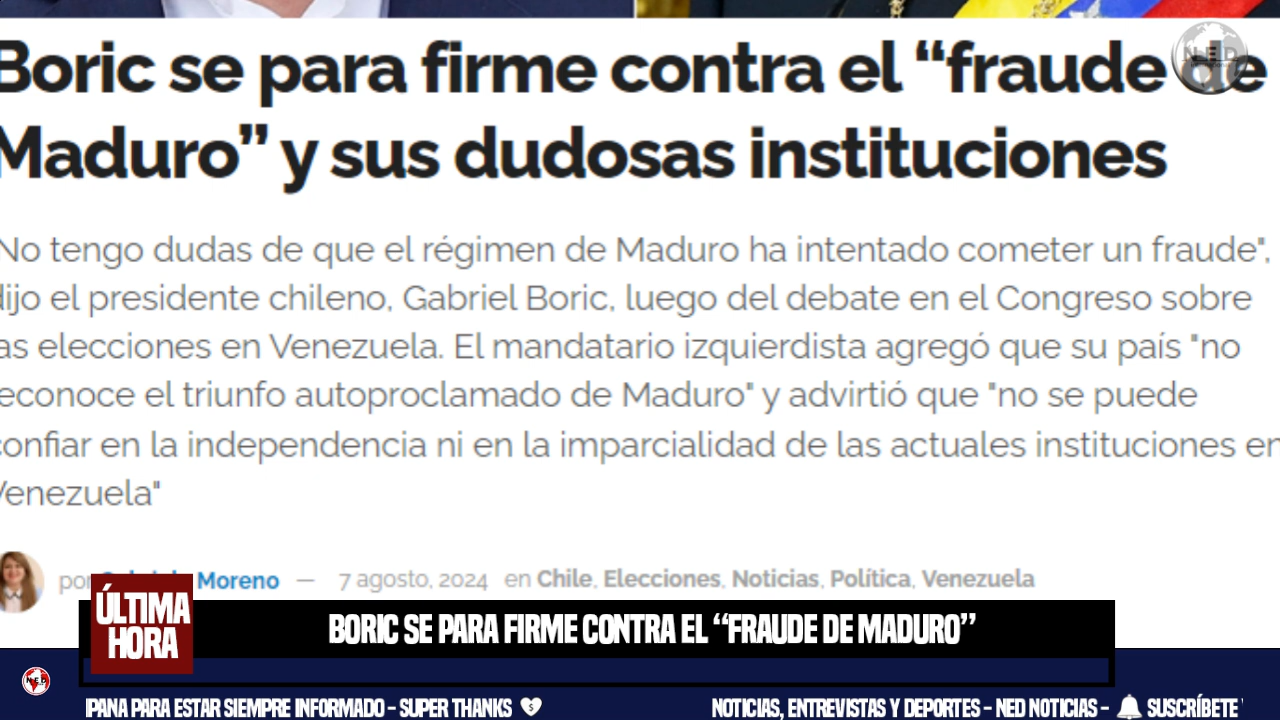 Boric se para firme contra el “fraude de
Maduro” y sus dudosas instituciones
No tengo dudas de que el régimen de Maduro ha intentado cometer un fraude",
dijo el presidente chileno, Gabriel Boric, luego del debate en el Congreso sobre
as elecciones en Venezuela. El mandatario izquierdista agregó que su país "no
econoce el triunfo autoproclamado de Maduro" y advirtió que "no se puede
confiar en la independencia ni en la imparcialidad de las actuales instituciones en
Venezuela"
por Moreno — 7 agosto, 2024 en Chile, Elecciones, Noticias, Política, Venezuela
ÚLTIMA
HORA
BORIC SE PARA FIRME CONTRA EL “FRAUDE DE MADURO”
NED
NED
IPANA PARA ESTAR SIEMPRE INFORMADO - SUPER THANKS
NOTICIAS, ENTREVISTAS Y DEPORTES - NED NOTICIAS - SUSCRÍBETE